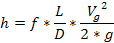 h = f * L/D * V_g^2/(2 * g)